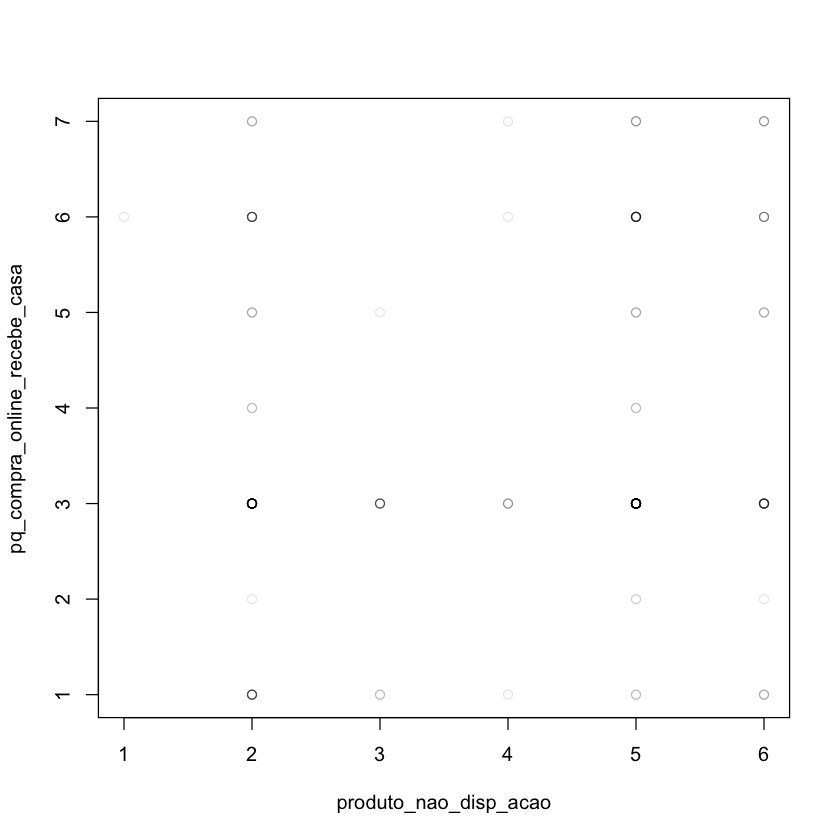 pq_compra_online_recebe_casa
7
6
5
4
3
2
1
1 2 3 4 5 6
produto_nao_disp_acao